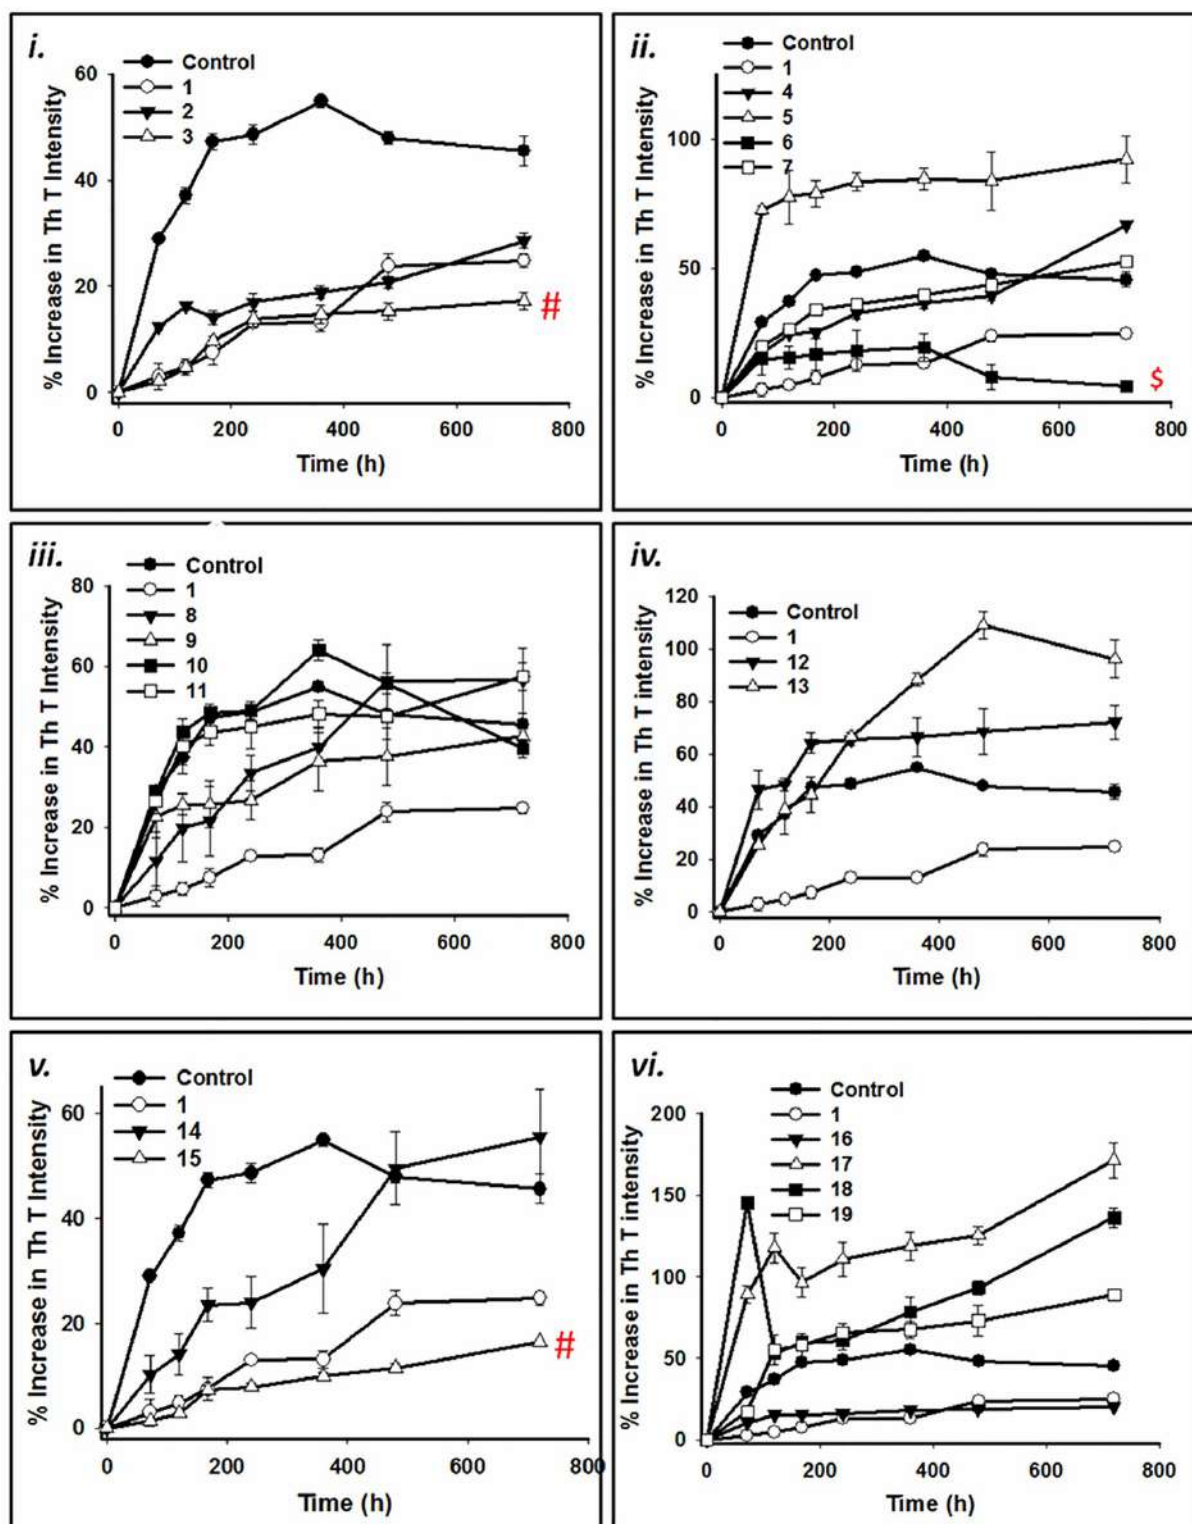 i.
Control
1
2
3
% Increase in Th T Intensity
60
40
20
0
#
0 200 400 600 800
Time (h)
ii.
Control
1
4
5
6
7
% Increase in Th T Intensity
100
50
0
$
0 200 400 600 800
Time (h)
iii.
Control
1
8
9
10
11
% Increase in Th T Intensity
80
60
40
20
0
0 200 400 600 800
Time (h)
iv.
Control
1
12
13
% Increase in Th T intensity
120
100
80
60
40
20
0
0 200 400 600 800
Time (h)
v.
Control
1
14
15
% Increase in Th T Intensity
60
40
20
0
#
0 200 400 600 800
Time (h)
vi.
Control
1
16
17
18
19
% Increase in Th T intensity
200
150
100
50
0
0 200 400 600 800
Time (h)